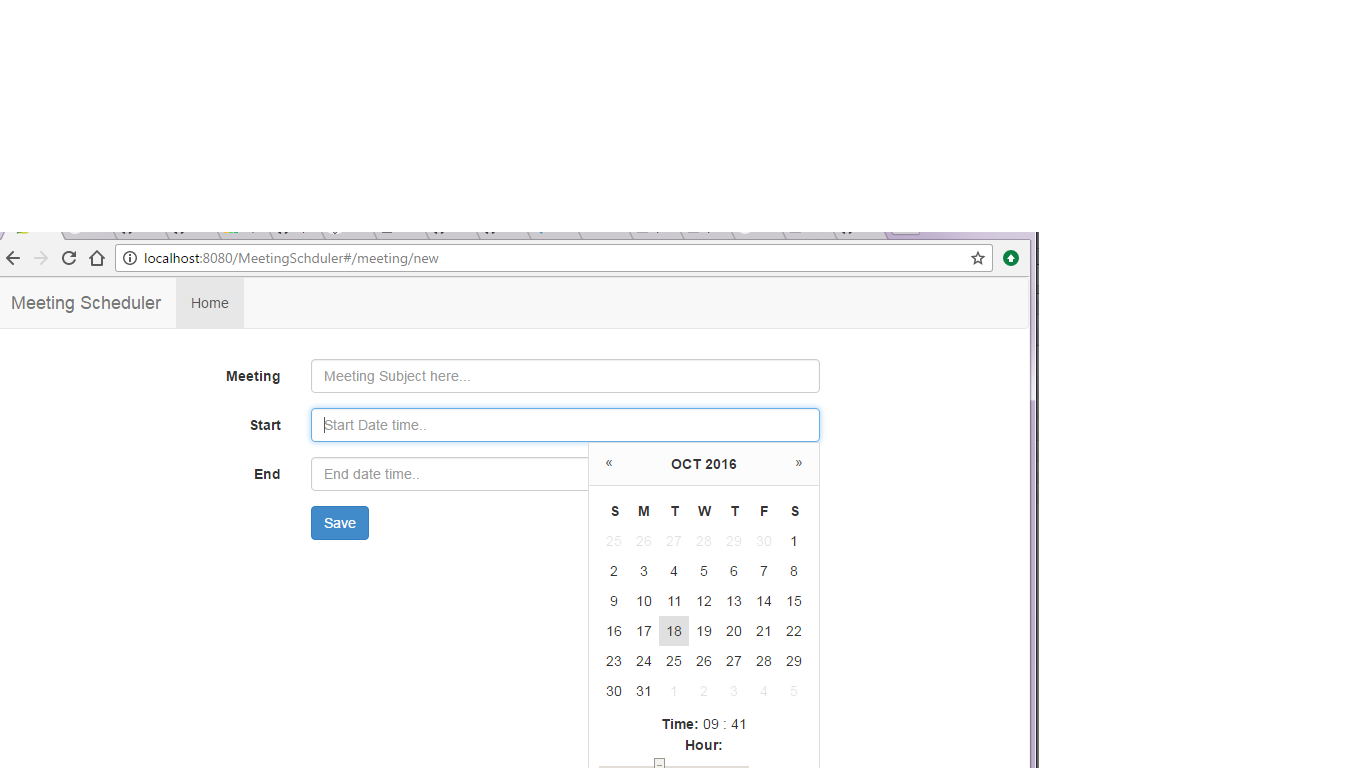 localhost:8080/MeetingSchduler#/meeting/new
Meeting Scheduler Home
Meeting Meeting Subject here...
Start Start Date time..
« OCT 2016 »
End End date time..
Save
S M T W T F S
25 26 27 28 29 30 1
2 3 4 5 6 7 8
9 10 11 12 13 14 15
16 17 18 19 20 21 22
23 24 25 26 27 28 29
30 31 1 2 3 4 5
Time: 09 : 41
Hour: